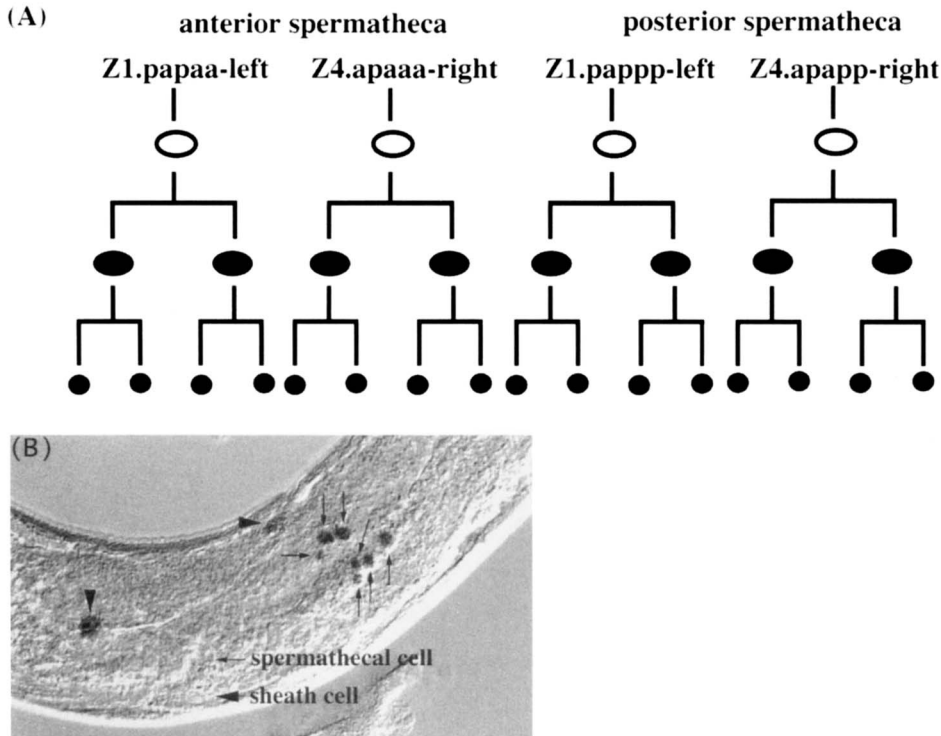 (A)
anterior spermatheca posterior spermatheca
Z1.papaa-left Z4.apaaa-right Z1.pappp-left Z4.apapp-right
(B)
spermathecal cell
sheath cell